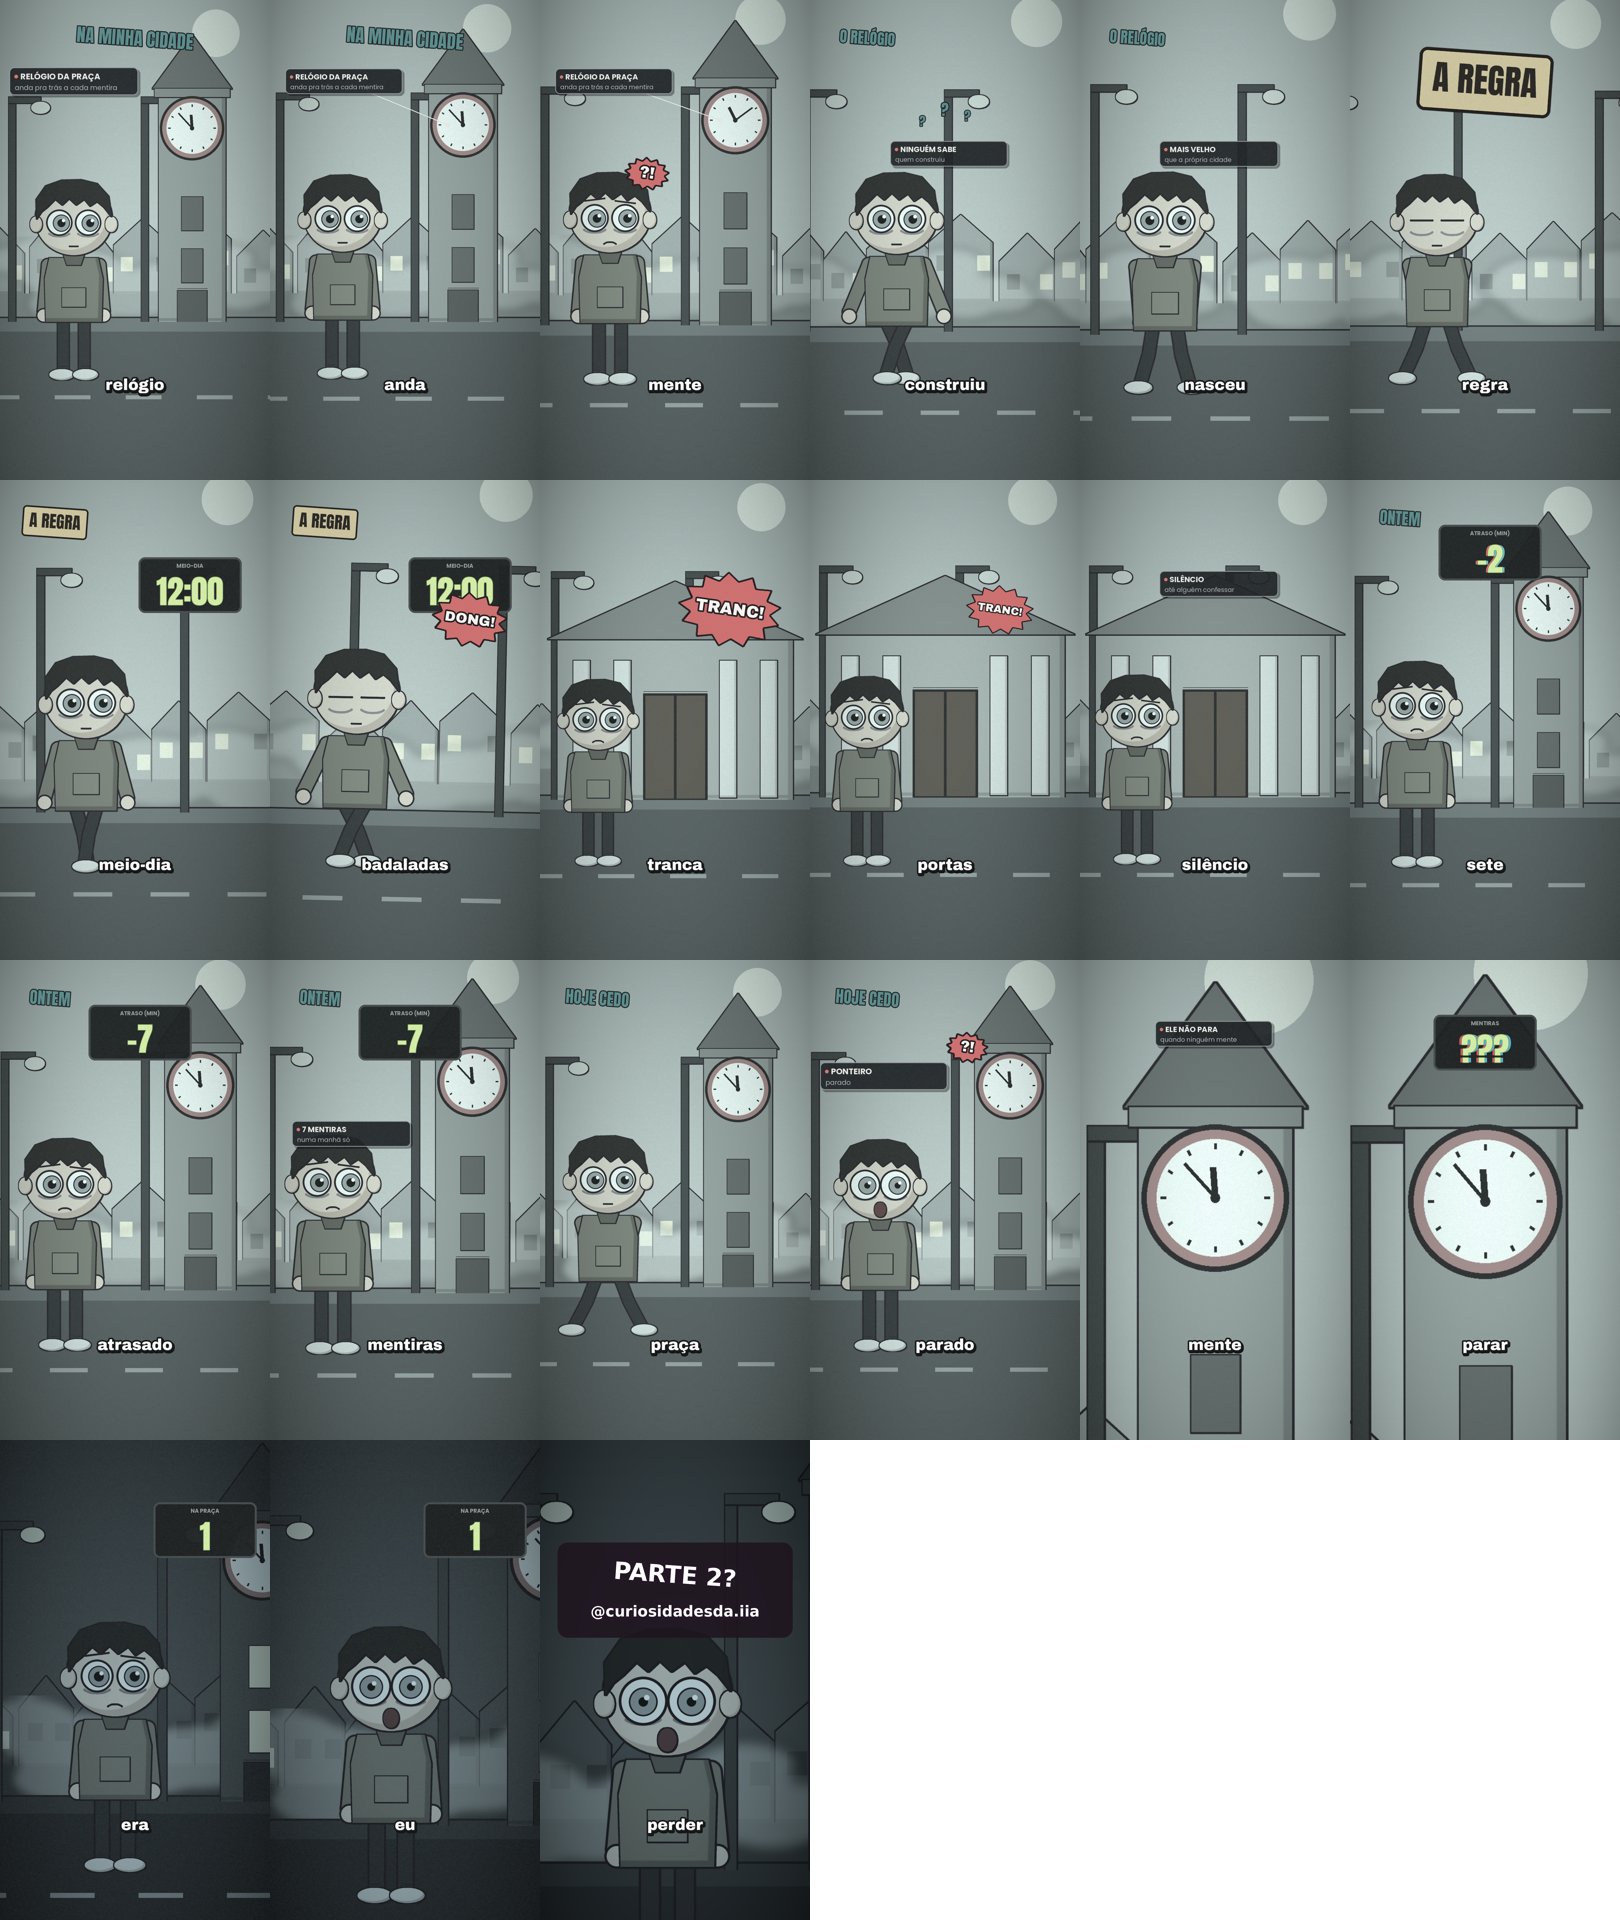 NA MINHA CIDADE
RELÓGIO DA PRAÇA
anda pra trás a cada mentira
relógio
NA MINHA CIDADE
RELÓGIO DA PRAÇA
anda pra trás a cada mentira
anda
RELÓGIO DA PRAÇA
anda pra trás a cada mentira
?!
mente
O RELÓGIO
? ? ?
NINGUÉM SABE
quem construiu
construiu
O RELÓGIO
MAIS VELHO
que a própria cidade
nasceu
A REGRA
regra
A REGRA
MEIO-DIA
12:00
meio-dia
A REGRA
MEIO-DIA
12:00
DONG!
badaladas
TRANC!
tranca
TRANC!
portas
SILÊNCIO
até alguém confessar
silêncio
ONTEM
ATRASO (MIN)
-2
sete
ONTEM
ATRASO (MIN)
-7
atrasado
ONTEM
ATRASO (MIN)
-7
7 MENTIRAS
numa manhã só
mentiras
HOJE CEDO
praça
HOJE CEDO
?!
PONTEIRO
parado
parado
ELE NÃO PARA
quando ninguém mente
mente
MENTIRAS
???
parar
NA PRAÇA
1
era
NA PRAÇA
1
eu
PARTE 2?
@curiosidadesda.iia
perder